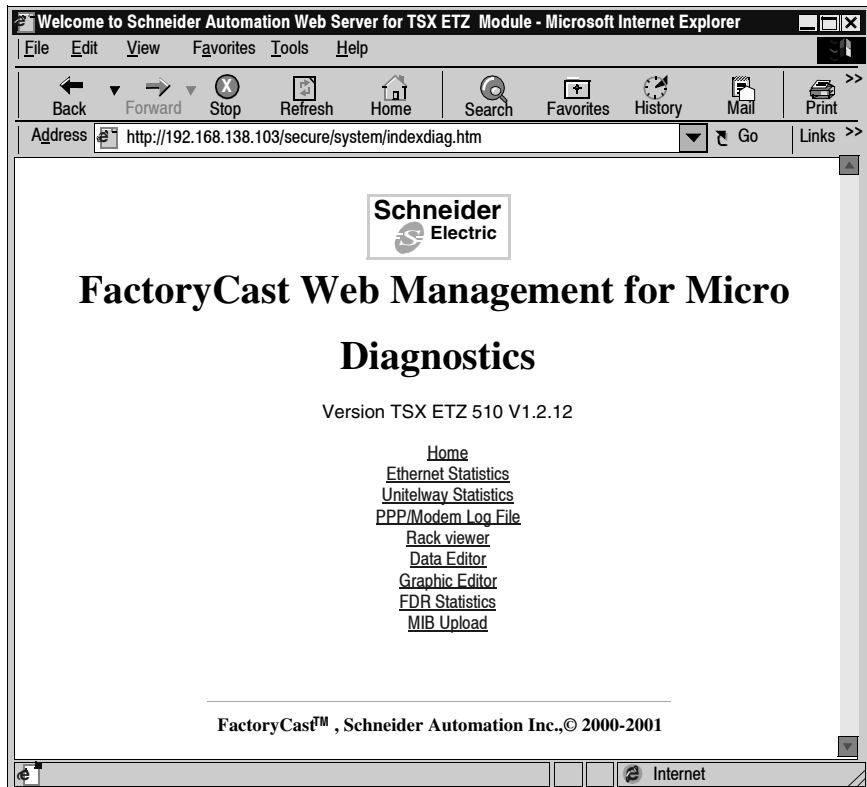 Welcome to Schneider Automation Web Server for TSX ETZ Module - Microsoft Internet Explorer
File Edit View Favorites Tools Help
Back Forward Stop Refresh Home Search Favorites History Mail Print >>
Address http://192.168.138.103/secure/system/indexdiag.htm Go Links >>
Schneider
Electric
FactoryCast Web Management for Micro
Diagnostics
Version TSX ETZ 510 V1.2.12
Home
Ethernet Statistics
Unitelway Statistics
PPP/Modem Log File
Rack viewer
Data Editor
Graphic Editor
FDR Statistics
MIB Upload
FactoryCast™ , Schneider Automation Inc.,© 2000-2001
Internet